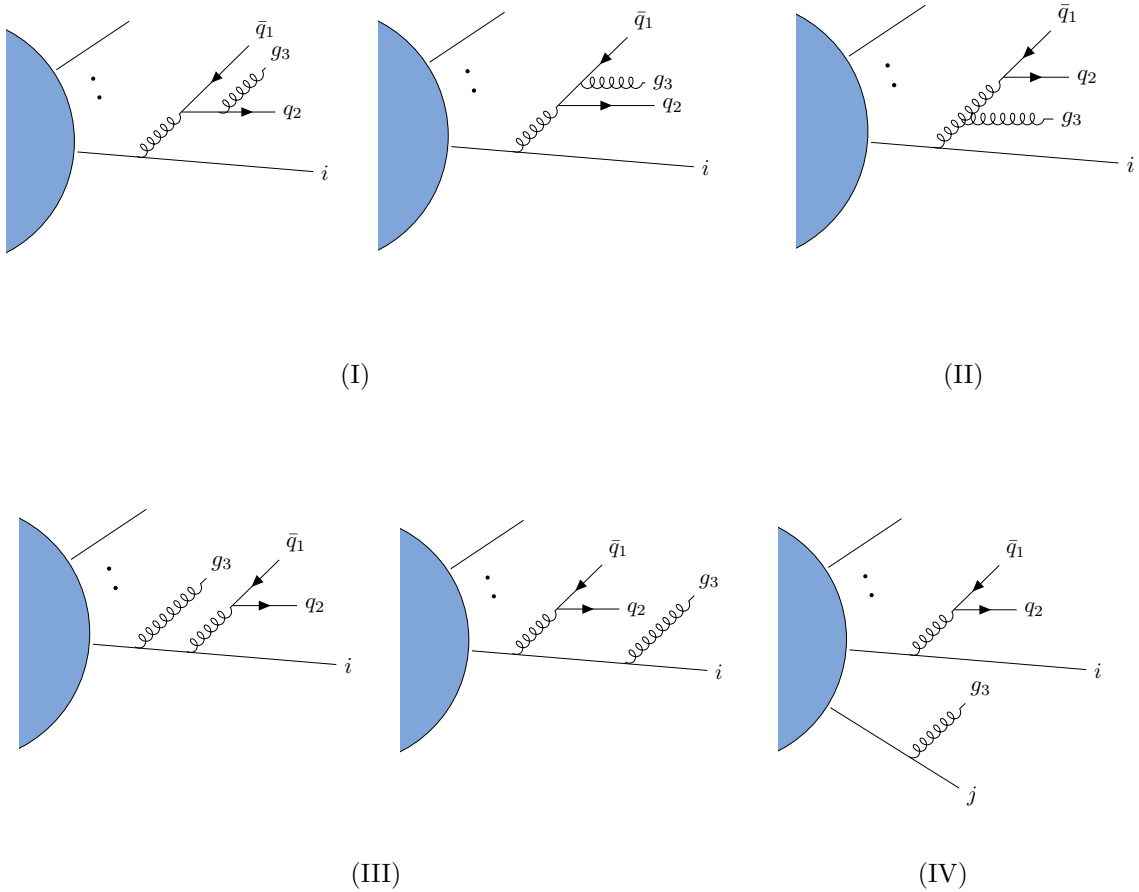 q̄₁
g₃
q₂
i
q̄₁
g₃
q₂
i
q̄₁
q₂
g₃
i
(I)
(II)
g₃
q̄₁
q₂
i
q̄₁
q₂
g₃
i
q̄₁
q₂
i
g₃
j
(III)
(IV)